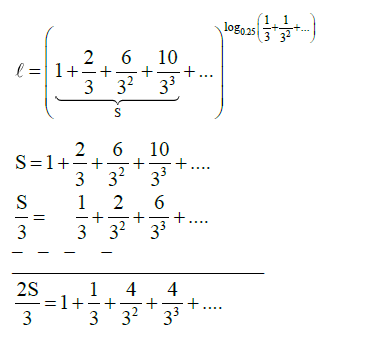 ℓ = (1 + 2/3 + 6/3² + 10/3³ + ...)^(log₀.₂₅(1/3 + 1/3² + ...))
S
S = 1 + 2/3 + 6/3² + 10/3³ + ....
S/3 = 1/3 + 2/3² + 6/3³ + ....
− − − −
2S/3 = 1 + 1/3 + 4/3² + 4/3³ + ....